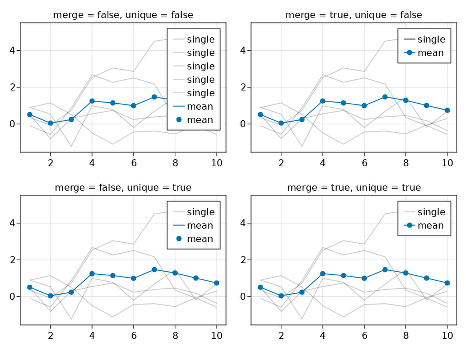 merge = false, unique = false
single
single
single
single
single
mean
mean
4
2
0
2
4
6
8
10
merge = true, unique = false
single
mean
4
2
0
2
4
6
8
10
merge = false, unique = true
single
mean
mean
4
2
0
2
4
6
8
10
merge = true, unique = true
single
mean
4
2
0
2
4
6
8
10